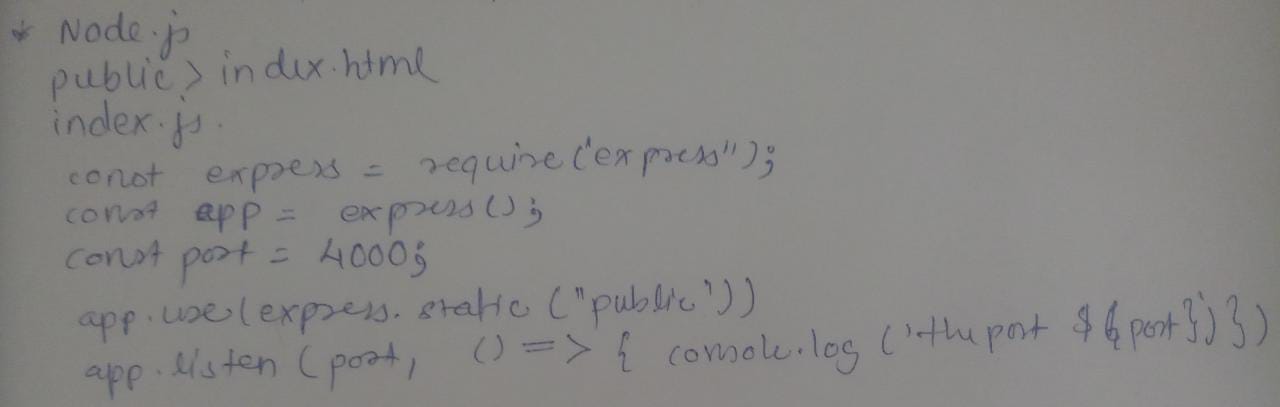 * Node.js
public > index.html
index.js.
const express = require("express");
const app = express();
const port = 4000;
app.use(express.static ("public"))
app.listen (port, () => { console.log ('the port ${port}')})